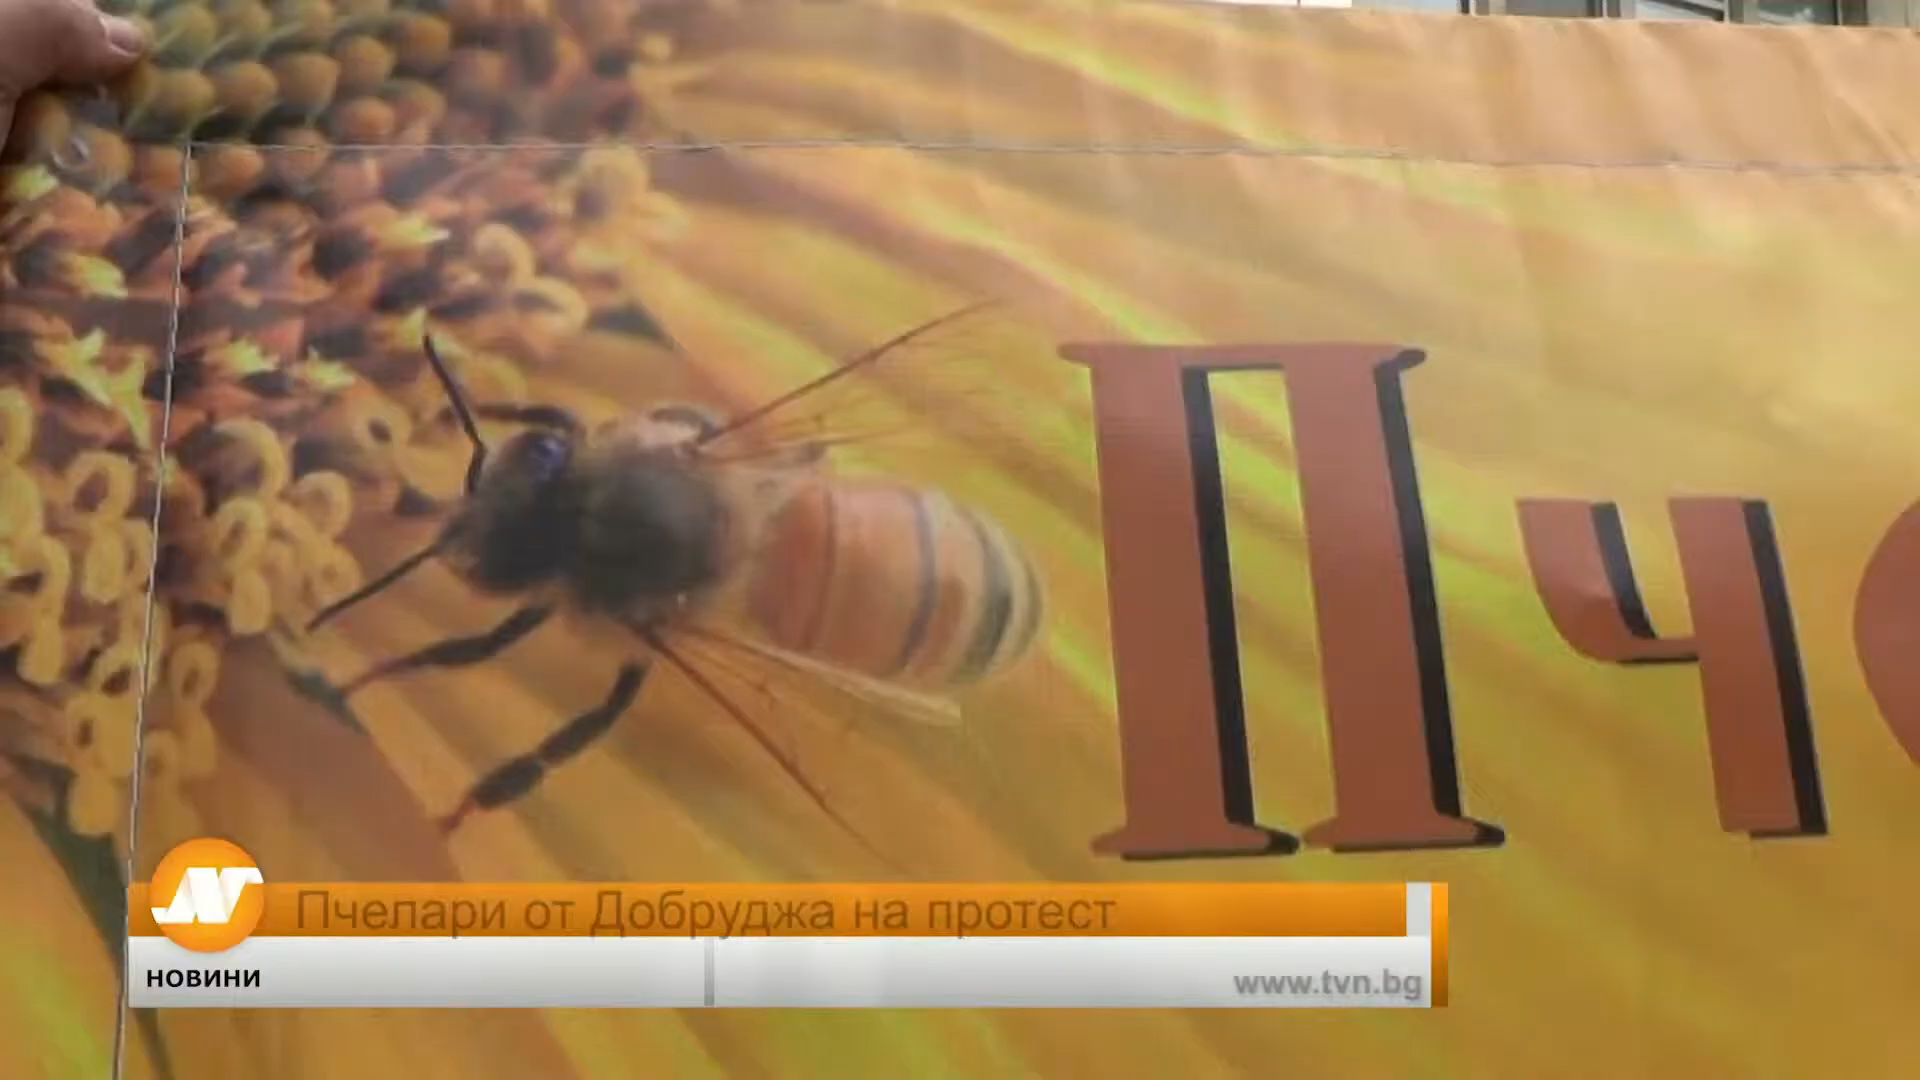 Пч
Пчелари от Добруджа на протест
НОВИНИ
www.tvn.bg